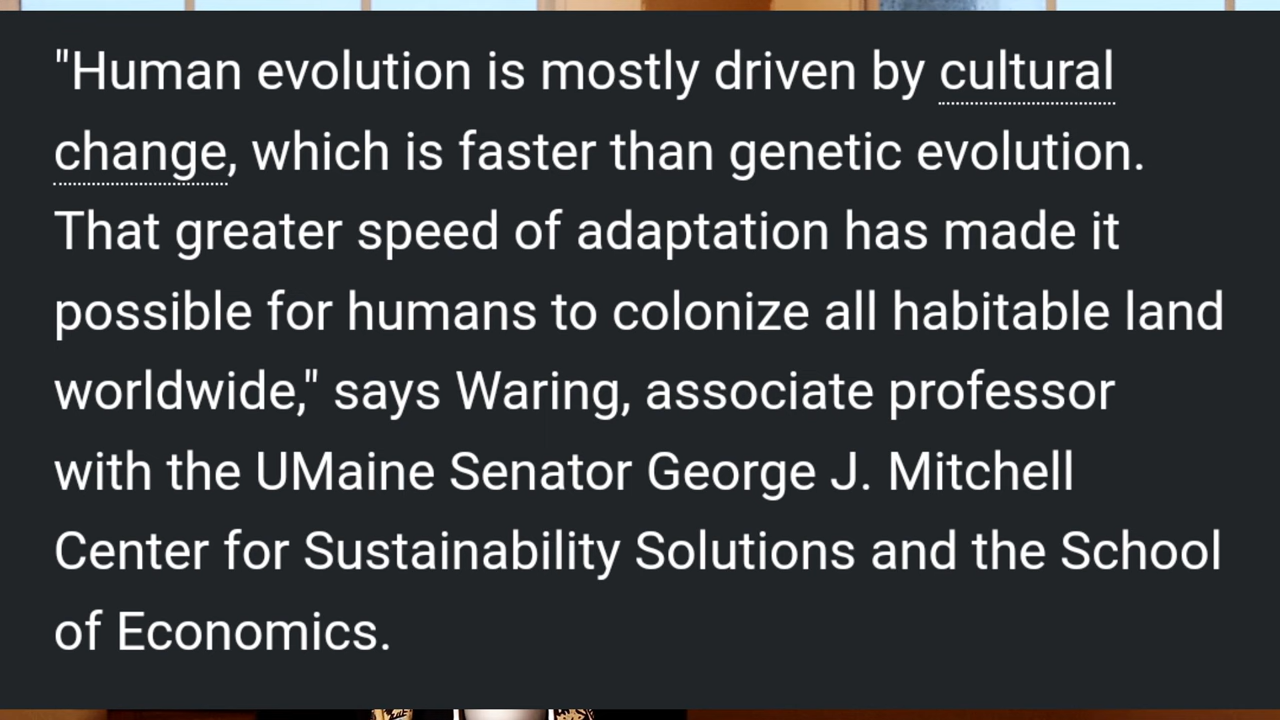 "Human evolution is mostly driven by cultural
change, which is faster than genetic evolution.
That greater speed of adaptation has made it
possible for humans to colonize all habitable land
worldwide," says Waring, associate professor
with the UMaine Senator George J. Mitchell
Center for Sustainability Solutions and the School
of Economics.